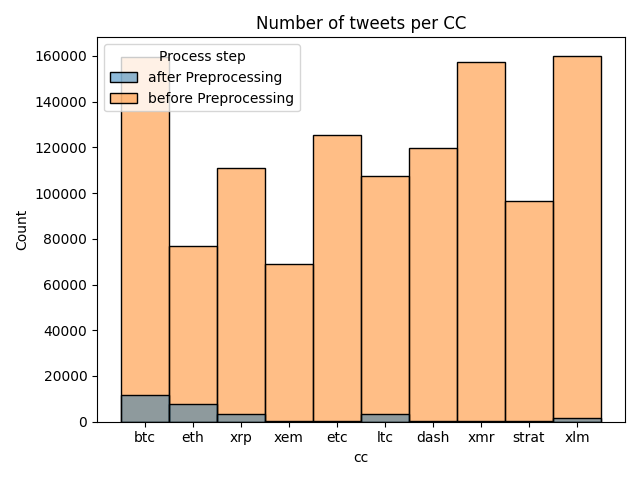 Number of tweets per CC
Process step
after Preprocessing
before Preprocessing
160000
140000
120000
100000
80000
60000
40000
20000
0
Count
btc eth xrp xem etc ltc dash xmr strat xlm
cc